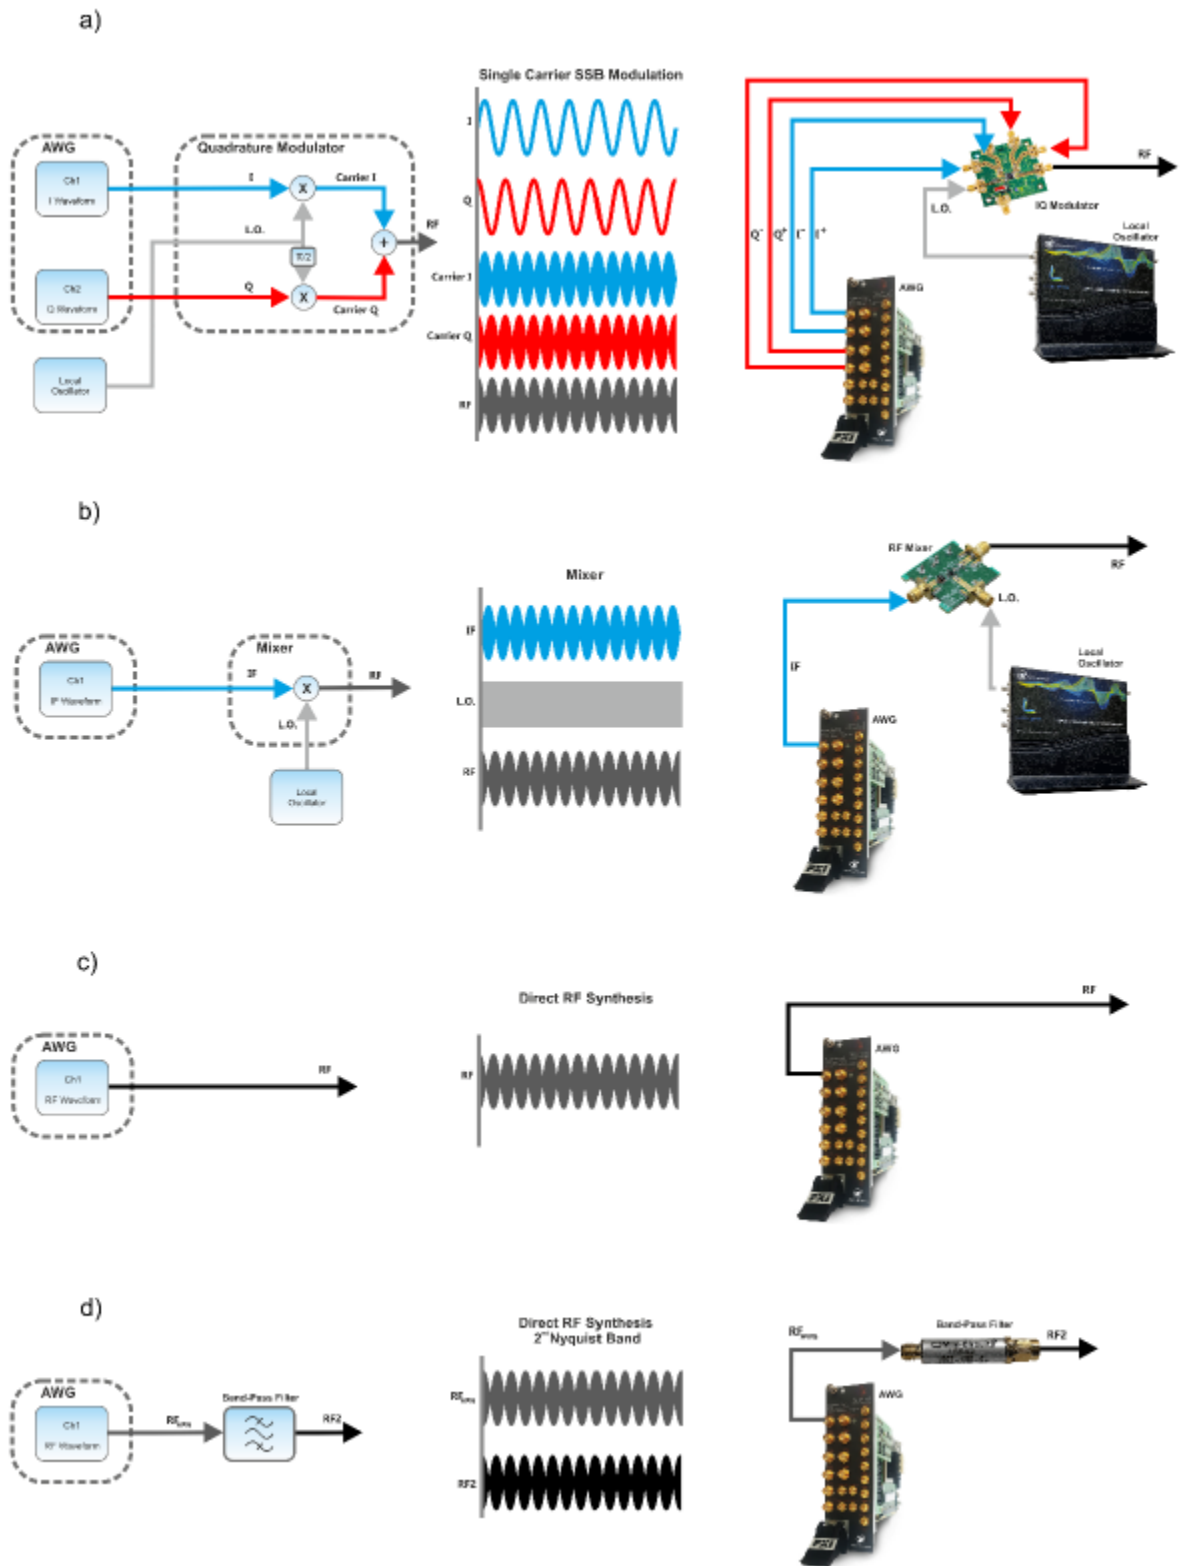 a)
Single Carrier SSB Modulation
AWG
Ch1
I Waveform
Ch2
Q Waveform
Local
Oscillator
Quadrature Modulator
I
Carrier I
X
L.O.
π/2
+
RF
Q
X
Carrier Q
I
Q
Carrier I
Carrier Q
RF
Q-
Q+
I-
I+
L.O.
RF
IQ Modulator
Local
Oscillator
AWG
PXI
b)
AWG
Ch1
IF Waveform
IF
Mixer
X
RF
L.O.
Local
Oscillator
Mixer
IF
L.O.
RF
RF Mixer
RF
L.O.
IF
Local
Oscillator
AWG
PXI
c)
AWG
Ch1
RF Waveform
RF
Direct RF Synthesis
RF
RF
AWG
PXI
d)
AWG
Ch1
RF Waveform
Band-Pass Filter
RF2
Direct RF Synthesis
2nd Nyquist Band
RF2
Band-Pass Filter
RF2
AWG
PXI